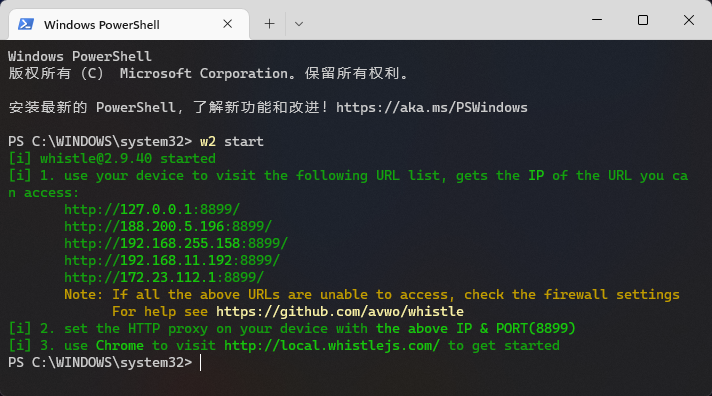 Windows PowerShell
Windows PowerShell
版权所有（C） Microsoft Corporation。保留所有权利。
安装最新的 PowerShell，了解新功能和改进！https://aka.ms/PSWindows
PS C:\WINDOWS\system32> w2 start
[i] whistle@2.9.40 started
[i] 1. use your device to visit the following URL list, gets the IP of the URL you ca
n access:
http://127.0.0.1:8899/
http://188.200.5.196:8899/
http://192.168.255.158:8899/
http://192.168.11.192:8899/
http://172.23.112.1:8899/
Note: If all the above URLs are unable to access, check the firewall settings
For help see https://github.com/avwo/whistle
[i] 2. set the HTTP proxy on your device with the above IP & PORT(8899)
[i] 3. use Chrome to visit http://local.whistlejs.com/ to get started
PS C:\WINDOWS\system32>